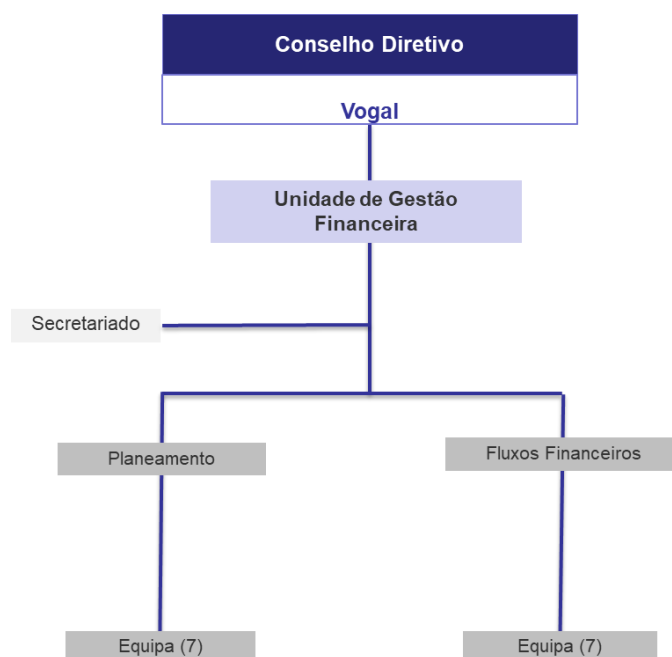 Conselho Diretivo
Vogal
Unidade de Gestão
Financeira
Secretariado
Planeamento
Fluxos Financeiros
Equipa (7)
Equipa (7)